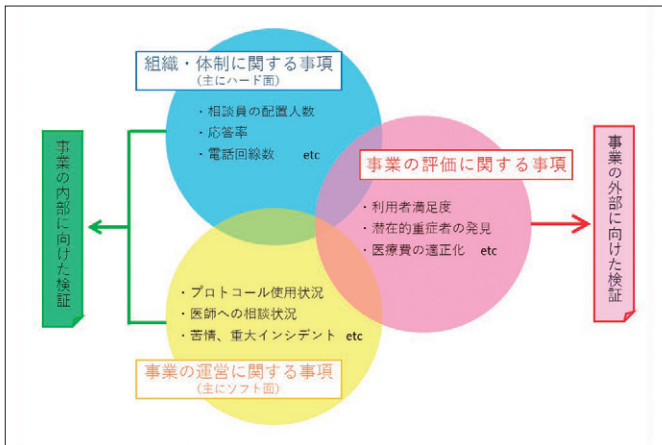 組織・体制に関する事項
(主にハード面)
・相談員の配置人数
・応答率
・電話回線数 etc
事業の評価に関する事項
・利用者満足度
・潜在的重症者の発見
・医療費の適正化 etc
・プロトコール使用状況
・医師への相談状況
・苦情、重大インシデント etc
事業の運営に関する事項
(主にソフト面)
事業の内部に向けた検証
事業の外部に向けた検証